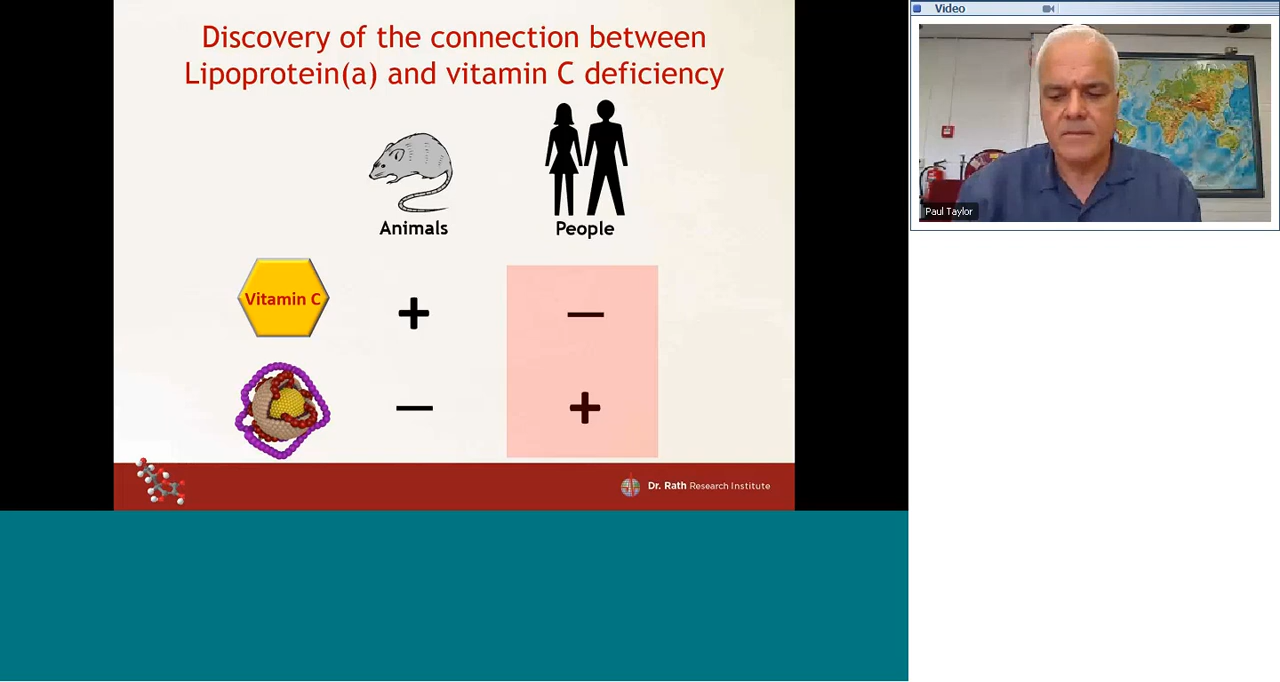 Discovery of the connection between
Lipoprotein(a) and vitamin C deficiency
Animals
People
Vitamin C
+
—
—
+
Dr. Rath Research Institute
Video
Paul Taylor